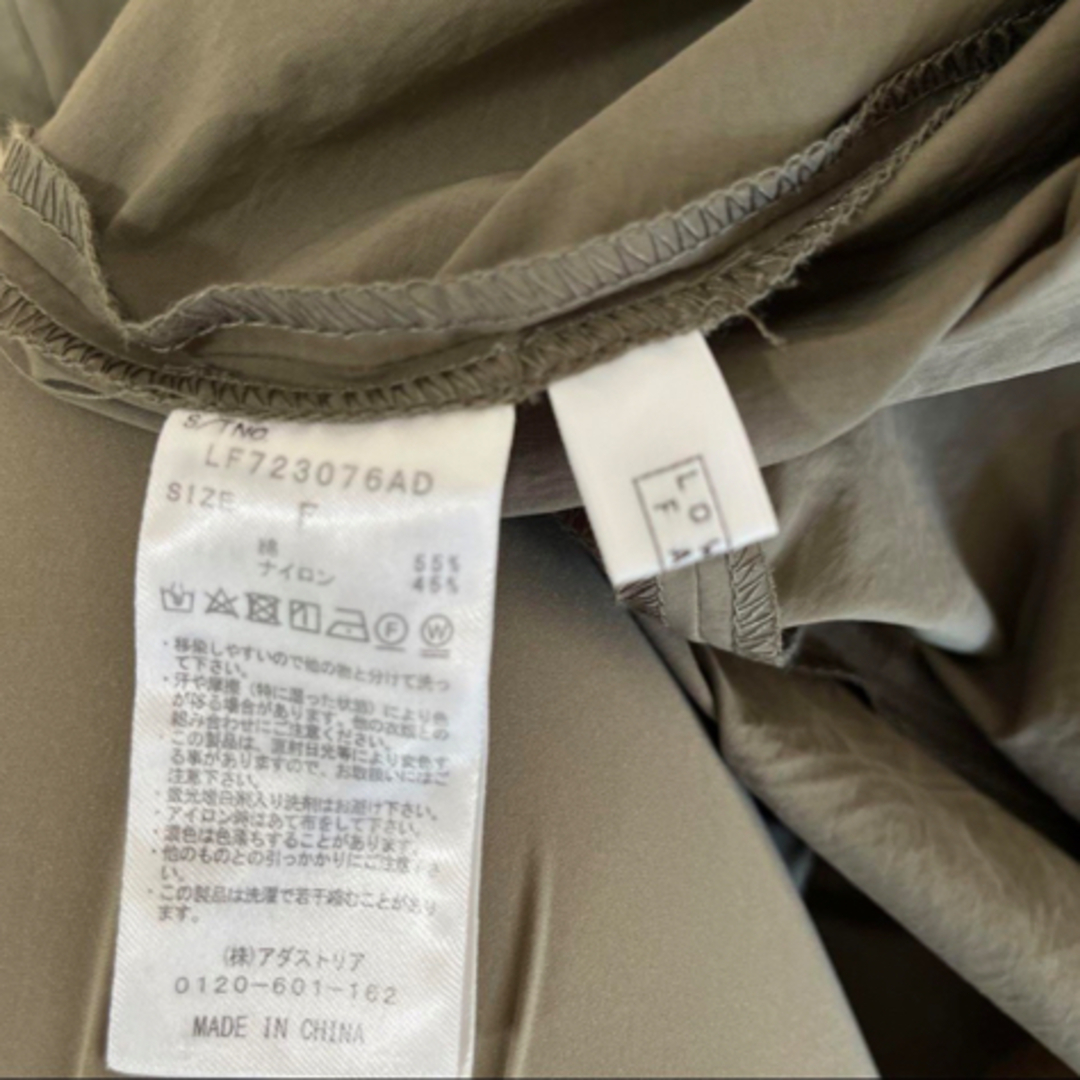 S/T NO.
LF723076AD
SIZE F
綿 55%
ナイロン 45%
F W
・移染しやすいので他の物と分けて洗っ
て下さい。
・汗や摩擦（特に湿った状態）により色
が移る場合があります。他の衣類との
組み合わせにご注意ください。
この製品は、直射日光等により変色す
る事がありますので、お取扱いにはご
注意下さい。
・蛍光増白剤入り洗剤はお避け下さい。
・アイロン時はあて布をして下さい。
・濃色は色落ちすることがあります。
・他のものとの引っかかりにご注意下さ
い。
・この製品は洗濯で若干縮むことがあり
ます。
(株)アダストリア
0120-601-162
MADE IN CHINA
LO
F